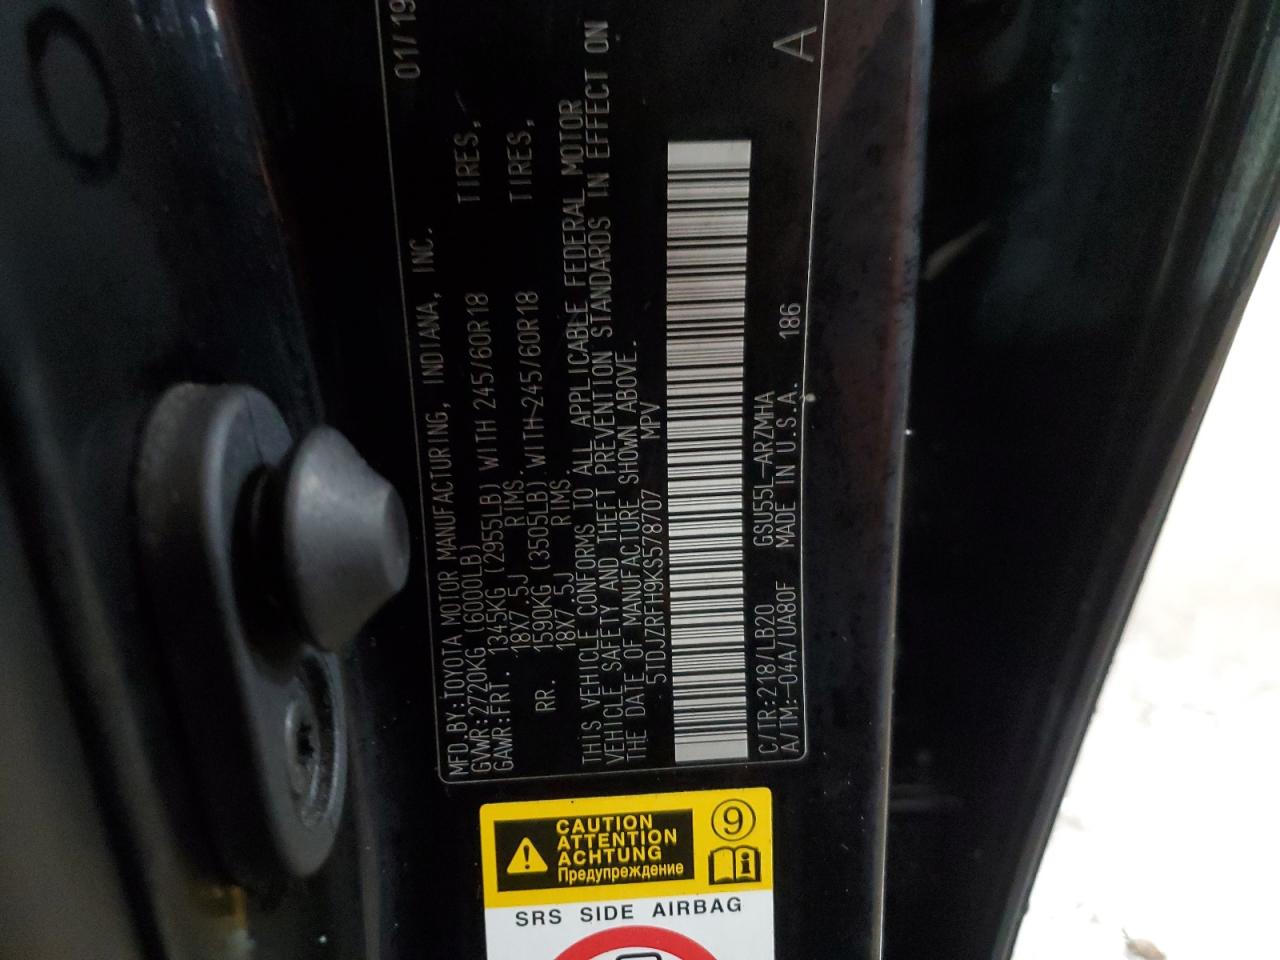 MFD.BY:TOYOTA MOTOR MANUFACTURING, INDIANA, INC. 01/19
GVWR:2720KG (6000LB)
GAWR:FRT. 1345KG (2955LB) WITH 245/60R18 TIRES,
18X7.5J RIMS.
RR. 1590KG (3505LB) WITH 245/60R18 TIRES,
18X7.5J RIMS.
THIS VEHICLE CONFORMS TO ALL APPLICABLE FEDERAL MOTOR
VEHICLE SAFETY AND THEFT PREVENTION STANDARDS IN EFFECT ON
THE DATE OF MANUFACTURE SHOWN ABOVE.
5TDJZRFH9KS578707 MPV
C/TR:218/LB20 GSU55L-ARZMHA
A/TM:-04A/UA80F MADE IN U.S.A. 186 A
CAUTION
ATTENTION
ACHTUNG
Предупреждение
9
i
SRS SIDE AIRBAG